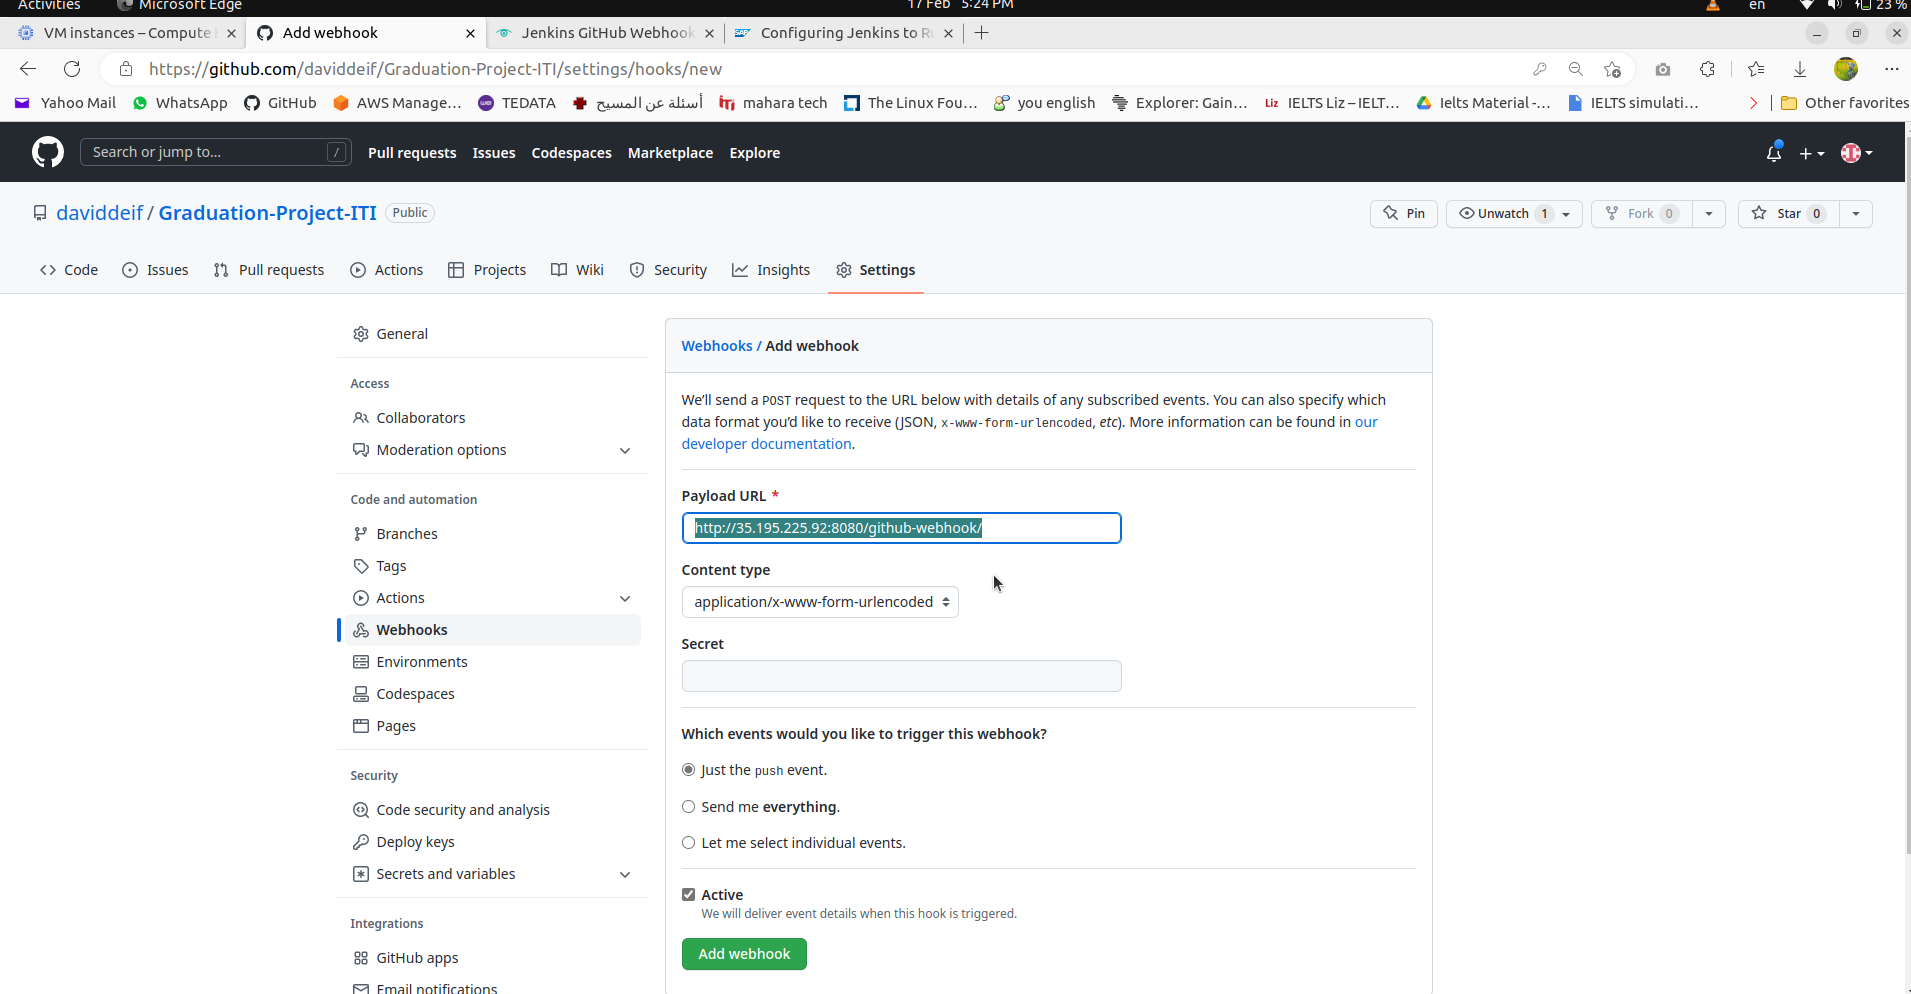 Activities Microsoft Edge 17 Feb 5:24 PM en 23 %
VM instances – Compute Add webhook Jenkins GitHub Webhook Configuring Jenkins to Ru
https://github.com/daviddeif/Graduation-Project-ITI/settings/hooks/new
Yahoo Mail WhatsApp GitHub AWS Manage... TEDATA أسئلة عن المسيح mahara tech The Linux Fou... you english Explorer: Gain... Liz IELTS Liz – IELT... Ielts Material -... IELTS simulati... Other favorites
Search or jump to... / Pull requests Issues Codespaces Marketplace Explore
daviddeif / Graduation-Project-ITI Public Pin Unwatch 1 Fork 0 Star 0
Code Issues Pull requests Actions Projects Wiki Security Insights Settings
General
Access
Collaborators
Moderation options
Code and automation
Branches
Tags
Actions
Webhooks
Environments
Codespaces
Pages
Security
Code security and analysis
Deploy keys
Secrets and variables
Integrations
GitHub apps
Email notifications
Webhooks / Add webhook
We'll send a POST request to the URL below with details of any subscribed events. You can also specify which
data format you'd like to receive (JSON, x-www-form-urlencoded, etc). More information can be found in our
developer documentation.
Payload URL *
http://35.195.225.92:8080/github-webhook/
Content type
application/x-www-form-urlencoded
Secret
Which events would you like to trigger this webhook?
Just the push event.
Send me everything.
Let me select individual events.
Active
We will deliver event details when this hook is triggered.
Add webhook